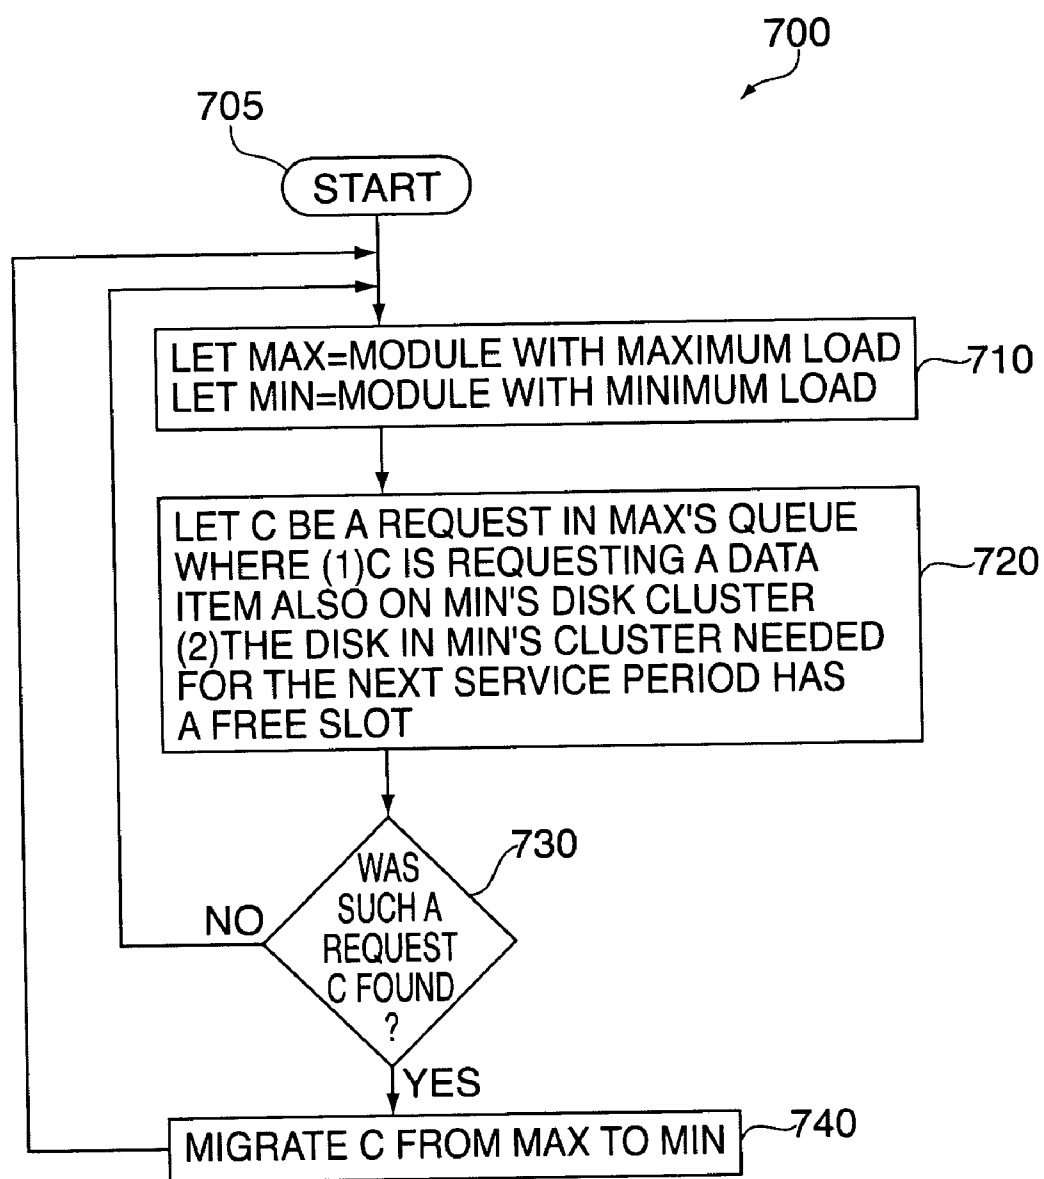 700
705
START
LET MAX=MODULE WITH MAXIMUM LOAD
LET MIN=MODULE WITH MINIMUM LOAD
710
LET C BE A REQUEST IN MAX'S QUEUE
WHERE (1)C IS REQUESTING A DATA
ITEM ALSO ON MIN'S DISK CLUSTER
(2)THE DISK IN MIN'S CLUSTER NEEDED
FOR THE NEXT SERVICE PERIOD HAS
A FREE SLOT
720
730
WAS
SUCH A
REQUEST
C FOUND
?
NO
YES
MIGRATE C FROM MAX TO MIN
740